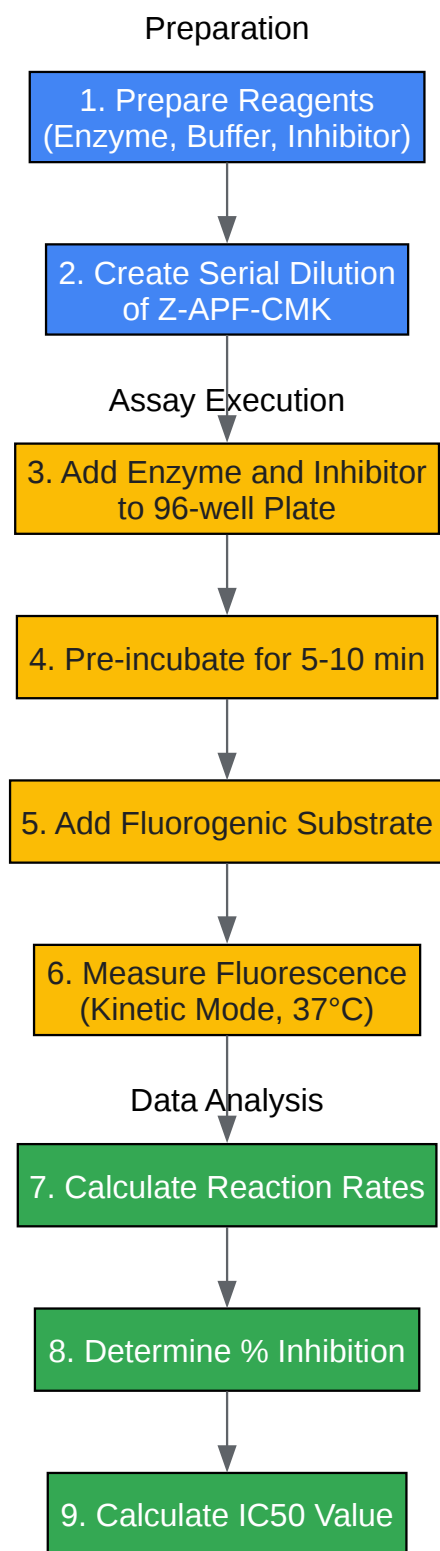 Preparation
1. Prepare Reagents
(Enzyme, Buffer, Inhibitor)
2. Create Serial Dilution
of Z-APF-CMK
Assay Execution
3. Add Enzyme and Inhibitor
to 96-well Plate
4. Pre-incubate for 5-10 min
5. Add Fluorogenic Substrate
6. Measure Fluorescence
(Kinetic Mode, 37°C)
Data Analysis
7. Calculate Reaction Rates
8. Determine % Inhibition
9. Calculate IC50 Value